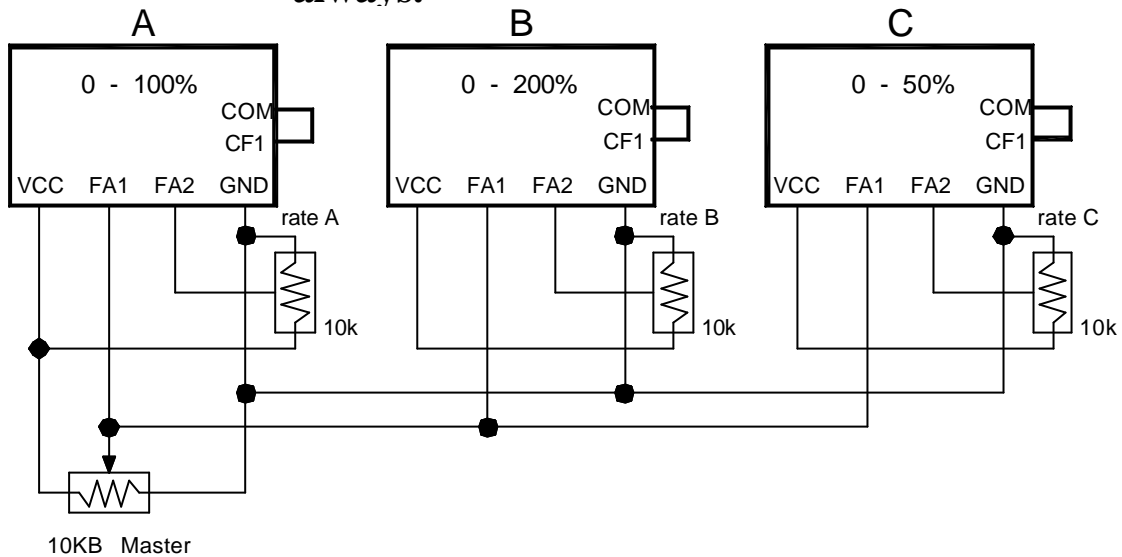 always.
A B C
0 - 100% 0 - 200% 0 - 50%
COM COM COM
CF1 CF1 CF1
VCC FA1 FA2 GND VCC FA1 FA2 GND VCC FA1 FA2 GND
rate A rate B rate C
10k 10k 10k
10KB Master